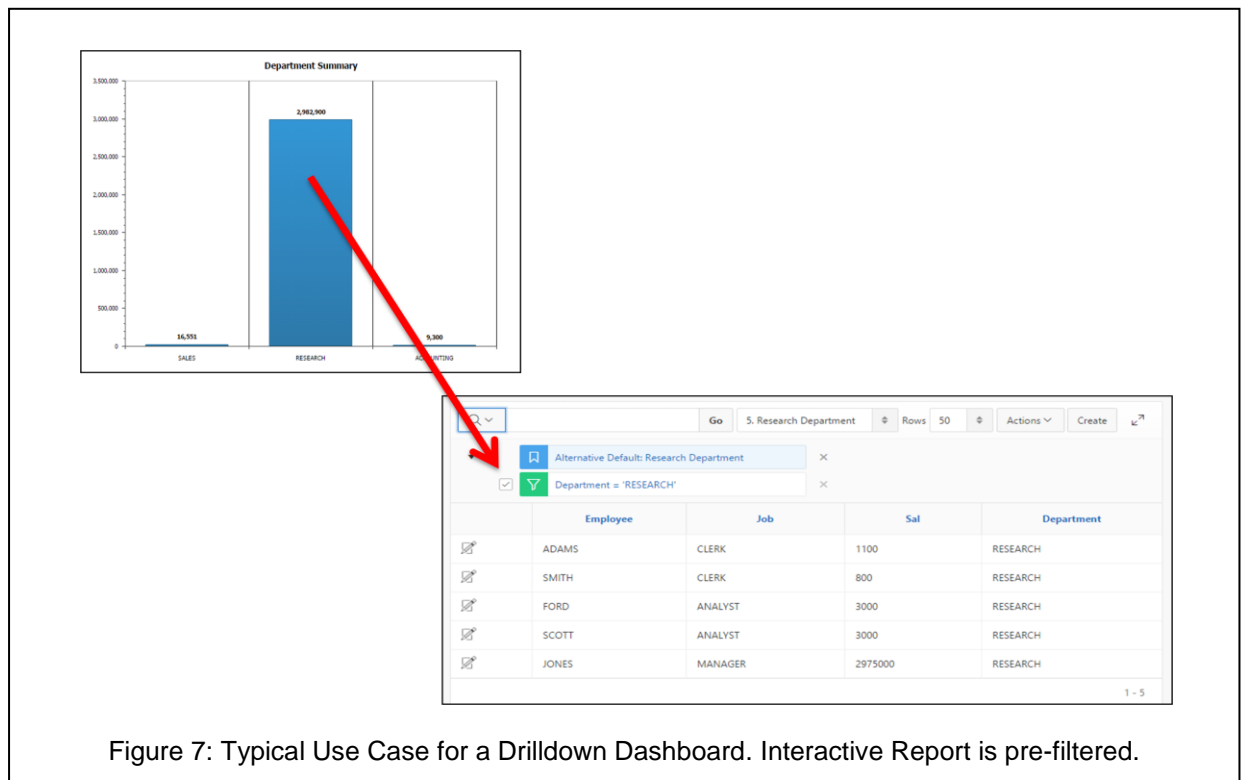 Department Summary
3.500.000
3.000.000
2.500.000
2.000.000
1.500.000
1.000.000
500.000
0
2,982,900
16,551
9,300
SALES
RESEARCH
Go
5. Research Department
Rows
50
Actions
Create
Alternative Default: Research Department
Department = 'RESEARCH'
Employee Job Sal Department
ADAMS CLERK 1100 RESEARCH
SMITH CLERK 800 RESEARCH
FORD ANALYST 3000 RESEARCH
SCOTT ANALYST 3000 RESEARCH
JONES MANAGER 2975000 RESEARCH
1 - 5
Figure 7: Typical Use Case for a Drilldown Dashboard. Interactive Report is pre-filtered.